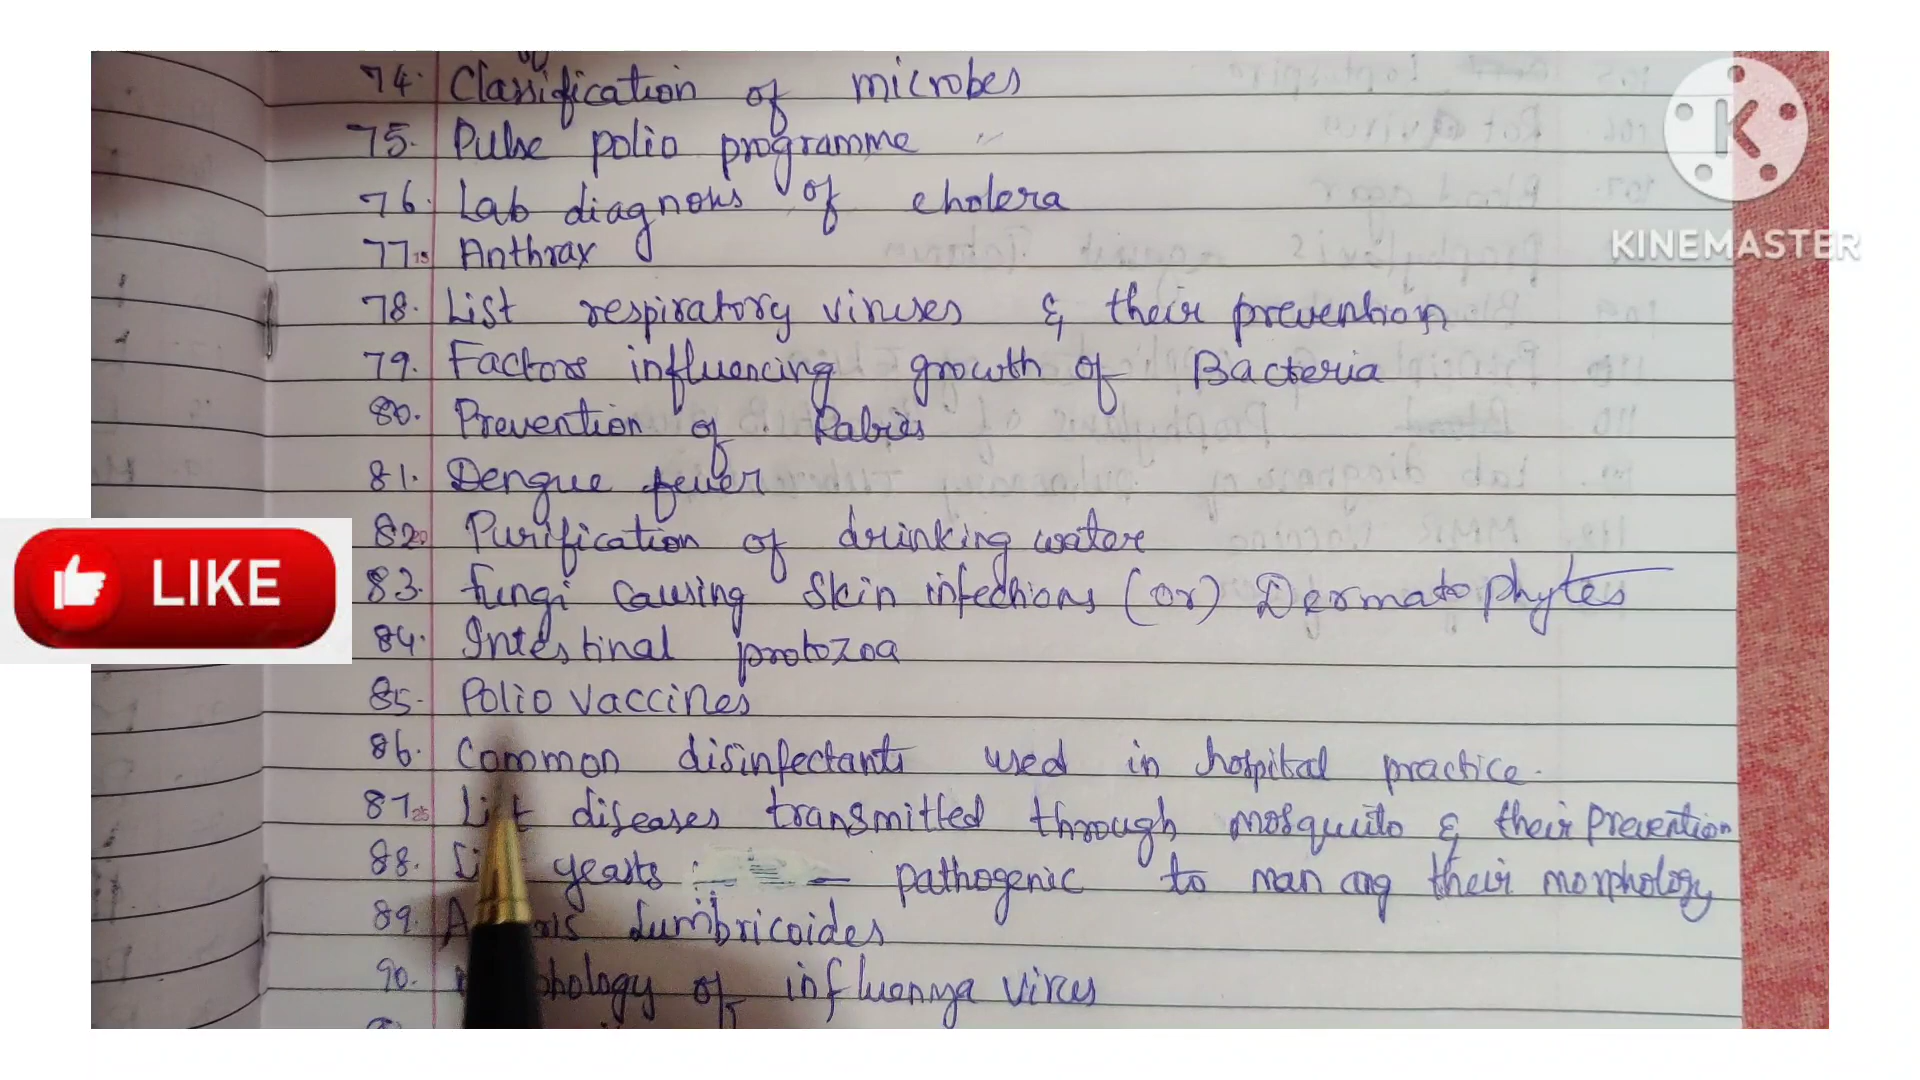 74. Classification of microbes
75. Pulse polio programme
76. Lab diagnosis of cholera
77. Anthrax
78. List respiratory viruses & their prevention
79. Factors influencing growth of Bacteria
80. Prevention of Rabies
81. Dengue fever
82. Purification of drinking water
83. Fungi causing skin infections (or) Dermatophytes
84. Intestinal protozoa
85. Polio vaccines
86. Common disinfectants used in hospital practice.
87. List diseases transmitted through mosquito & their prevention
88. yeasts pathogenic to man ang their morphology
89. Lumbricoides
90. of influenza virus
KINEMASTER
LIKE